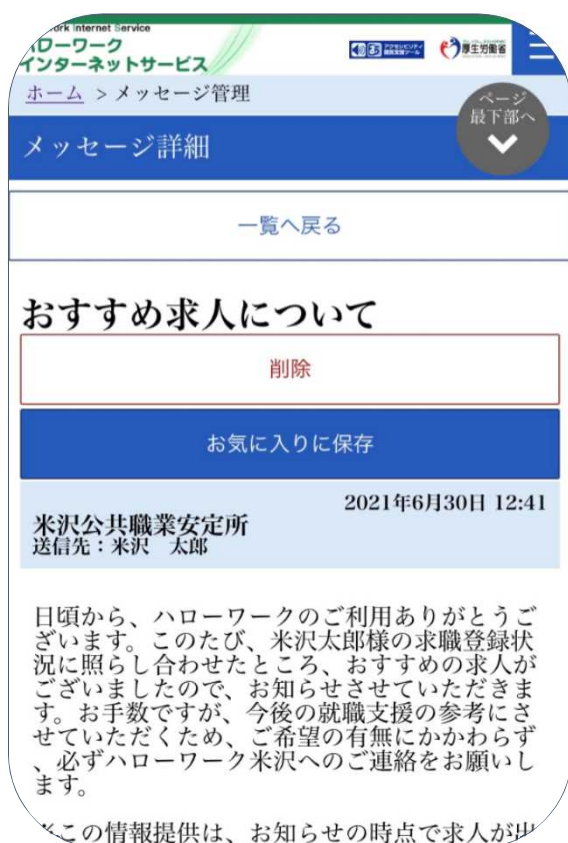 ork Internet Service
ハローワーク
インターネットサービス
厚生労働省
ホーム > メッセージ管理
ページ
最下部へ
メッセージ詳細
一覧へ戻る
おすすめ求人について
削除
お気に入りに保存
2021年6月30日 12:41
米沢公共職業安定所
送信先:米沢 太郎
日頃から、ハローワークのご利用ありがとうご
ざいます。このたび、米沢太郎様の求職登録状
況に照らし合わせたところ、おすすめの求人が
ございましたので、お知らせさせていただきま
す。お手数ですが、今後の就職支援の参考にさ
せていただくため、ご希望の有無にかかわらず
、必ずハローワーク米沢へのご連絡をお願いし
ます。
※この情報提供は、お知らせの時点で求人が出